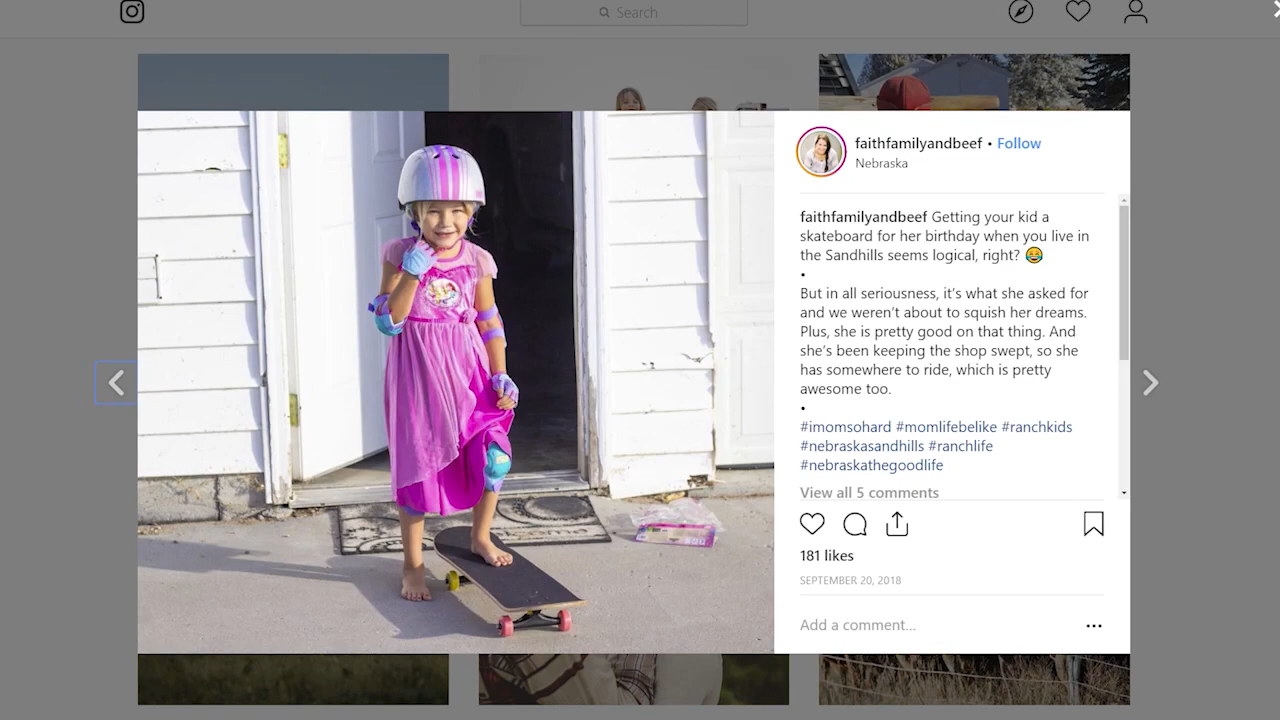 Search
faithfamilyandbeef • Follow
Nebraska
faithfamilyandbeef Getting your kid a
skateboard for her birthday when you live in
the Sandhills seems logical, right? 😂
•
But in all seriousness, it’s what she asked for
and we weren’t about to squish her dreams.
Plus, she is pretty good on that thing. And
she’s been keeping the shop swept, so she
has somewhere to ride, which is pretty
awesome too.
•
#imomsohard #momlifebelike #ranchkids
#nebraskasandhills #ranchlife
#nebraskathegoodlife
View all 5 comments
181 likes
SEPTEMBER 20, 2018
Add a comment...